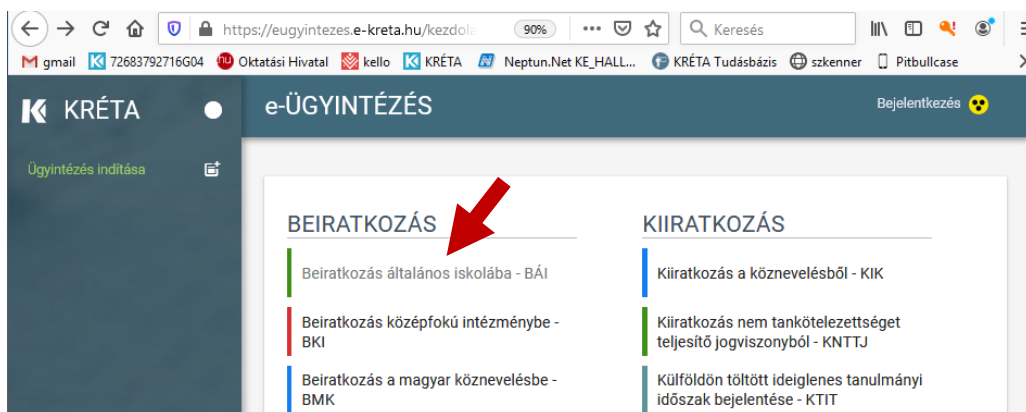 https://eugyintezes.e-kreta.hu/kezdola
90%
Keresés
gmail
72683792716G04
Oktatási Hivatal
kello
KRÉTA
Neptun.Net KE_HALL...
KRÉTA Tudásbázis
szkenner
Pitbullcase
KRÉTA
e-ÜGYINTÉZÉS
Bejelentkezés
Ügyintézés indítása
BEIRATKOZÁS
Beiratkozás általános iskolába - BÁI
Beiratkozás középfokú intézménybe -
BKI
Beiratkozás a magyar köznevelésbe -
BMK
KIIRATKOZÁS
Kiiratkozás a köznevelésből - KIK
Kiiratkozás nem tankötelezettséget
teljesítő jogviszonyból - KNTTJ
Külföldön töltött ideiglenes tanulmányi
időszak bejelentése - KTIT